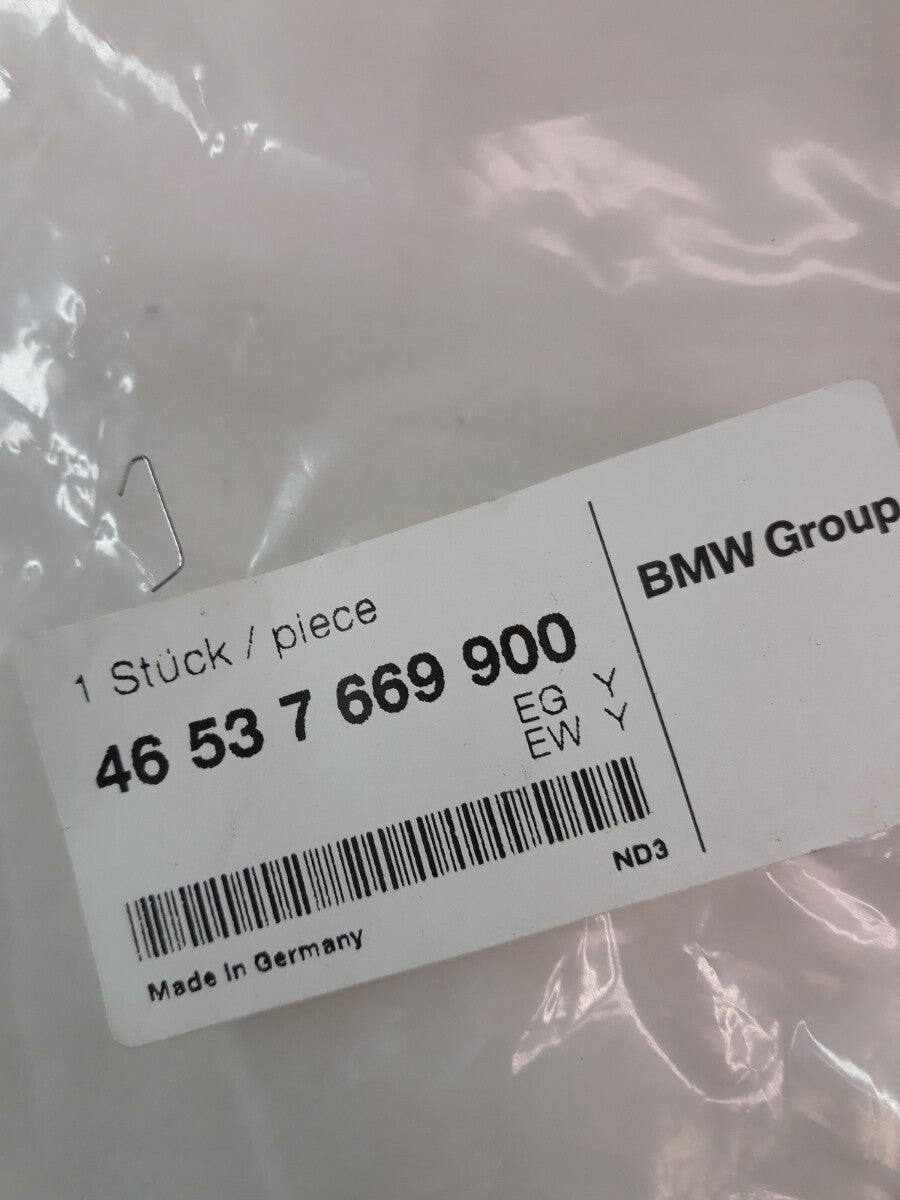 1 Stück / piece
46 53 7 669 900
EG Y
EW Y
ND3
Made in Germany
BMW Group